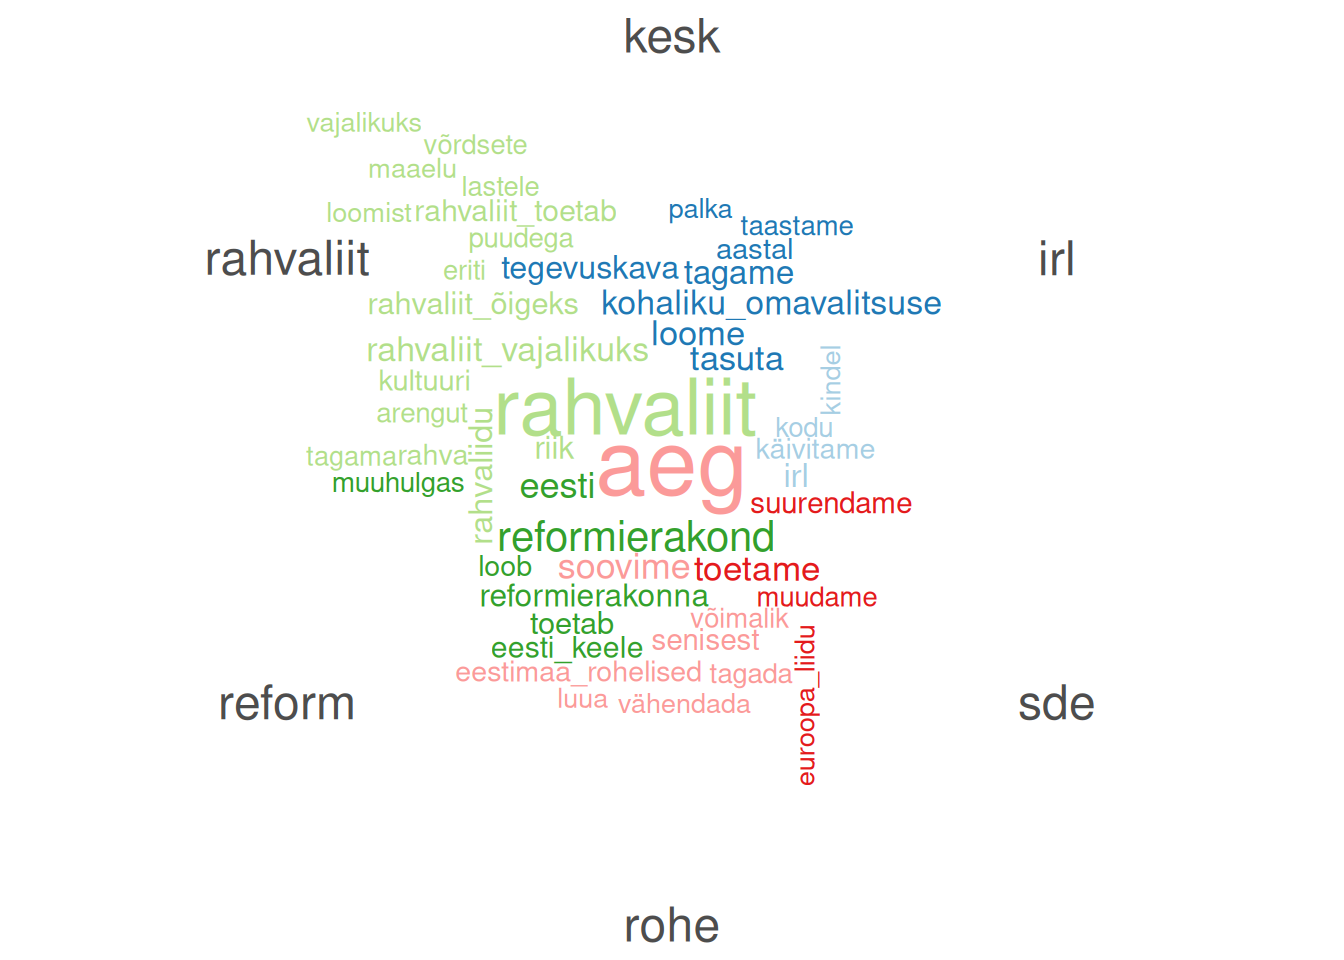 kesk
vajalikuks
võrdsete
maaelu
lastele
loomist rahvaliit_toetab palka
taastame
puudega aastal
rahvaliit irl
eriti tegevuskava tagame
rahvaliit_õigeks kohaliku_omavalitsuse
loome
rahvaliit_vajalikuks tasuta
kindel
kultuuri
rahvaliit
arengut
kodu
rahvaliidu
riik käivitame
tagama rahva
aeg
irl
muuhulgas eesti
suurendame
reformierakond
loob soovime toetame
reformierakonna muudame
toetab võimalik
eesti_keele senisest
eestimaa_rohelised tagada
euroopa_liidu
luua vähendada
reform sde
rohe